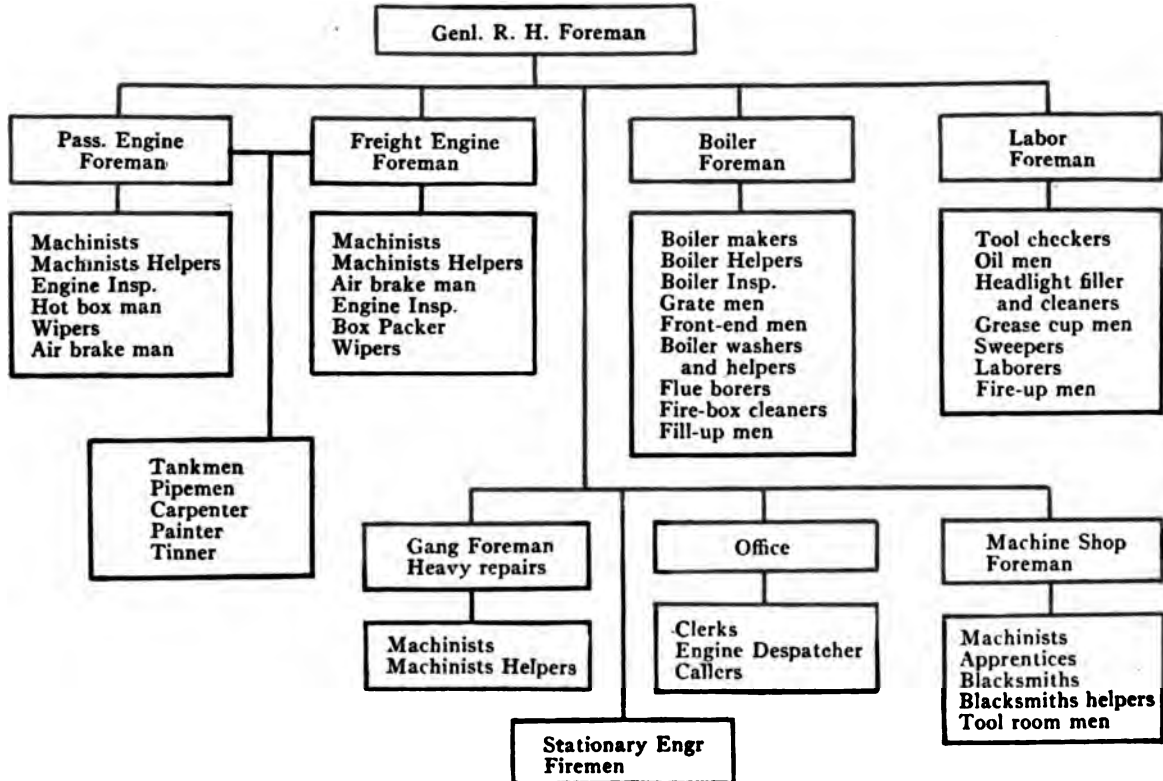 Genl. R. H. Foreman
Pass. Engine
Foreman
Freight Engine
Foreman
Boiler
Foreman
Labor
Foreman
Machinists
Machinists Helpers
Engine Insp.
Hot box man
Wipers
Air brake man
Machinists
Machinists Helpers
Air brake man
Engine Insp.
Box Packer
Wipers
Boiler makers
Boiler Helpers
Boiler Insp.
Grate men
Front-end men
Boiler washers
and helpers
Flue borers
Fire-box cleaners
Fill-up men
Tool checkers
Oil men
Headlight filler
and cleaners
Grease cup men
Sweepers
Laborers
Fire-up men
Tankmen
Pipemen
Carpenter
Painter
Tinner
Gang Foreman
Heavy repairs
Office
Machine Shop
Foreman
Machinists
Machinists Helpers
Clerks
Engine Despatcher
Callers
Machinists
Apprentices
Blacksmiths
Blacksmiths helpers
Tool room men
Stationary Engr
Firemen